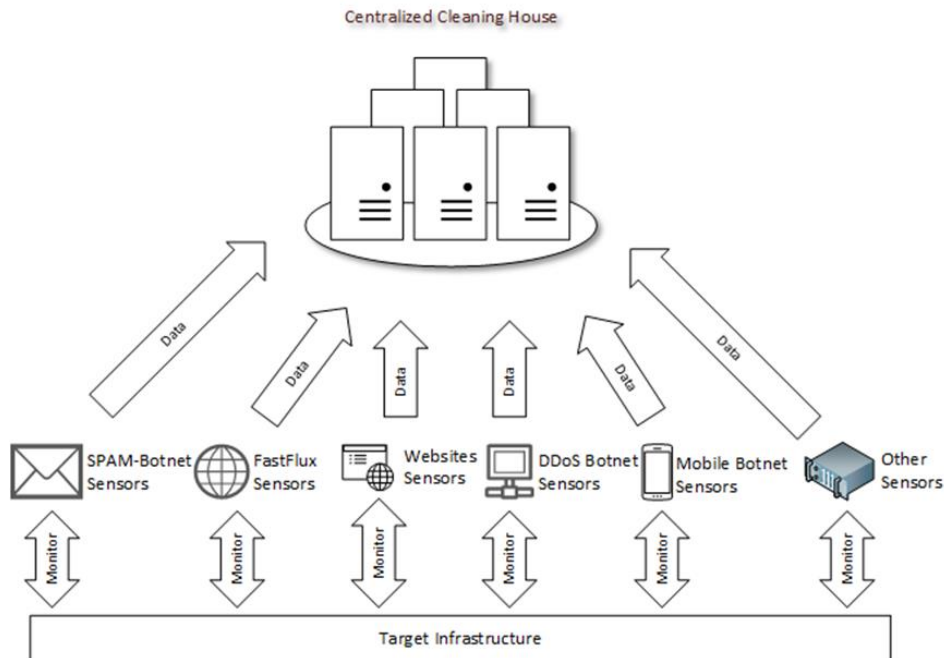 Centralized Cleaning House
Data
Data
Data
Data
Data
Data
SPAM-Botnet
Sensors
FastFlux
Sensors
Websites
Sensors
DDoS Botnet
Sensors
Mobile Botnet
Sensors
Other
Sensors
Monitor
Monitor
Monitor
Monitor
Monitor
Monitor
Target Infrastructure